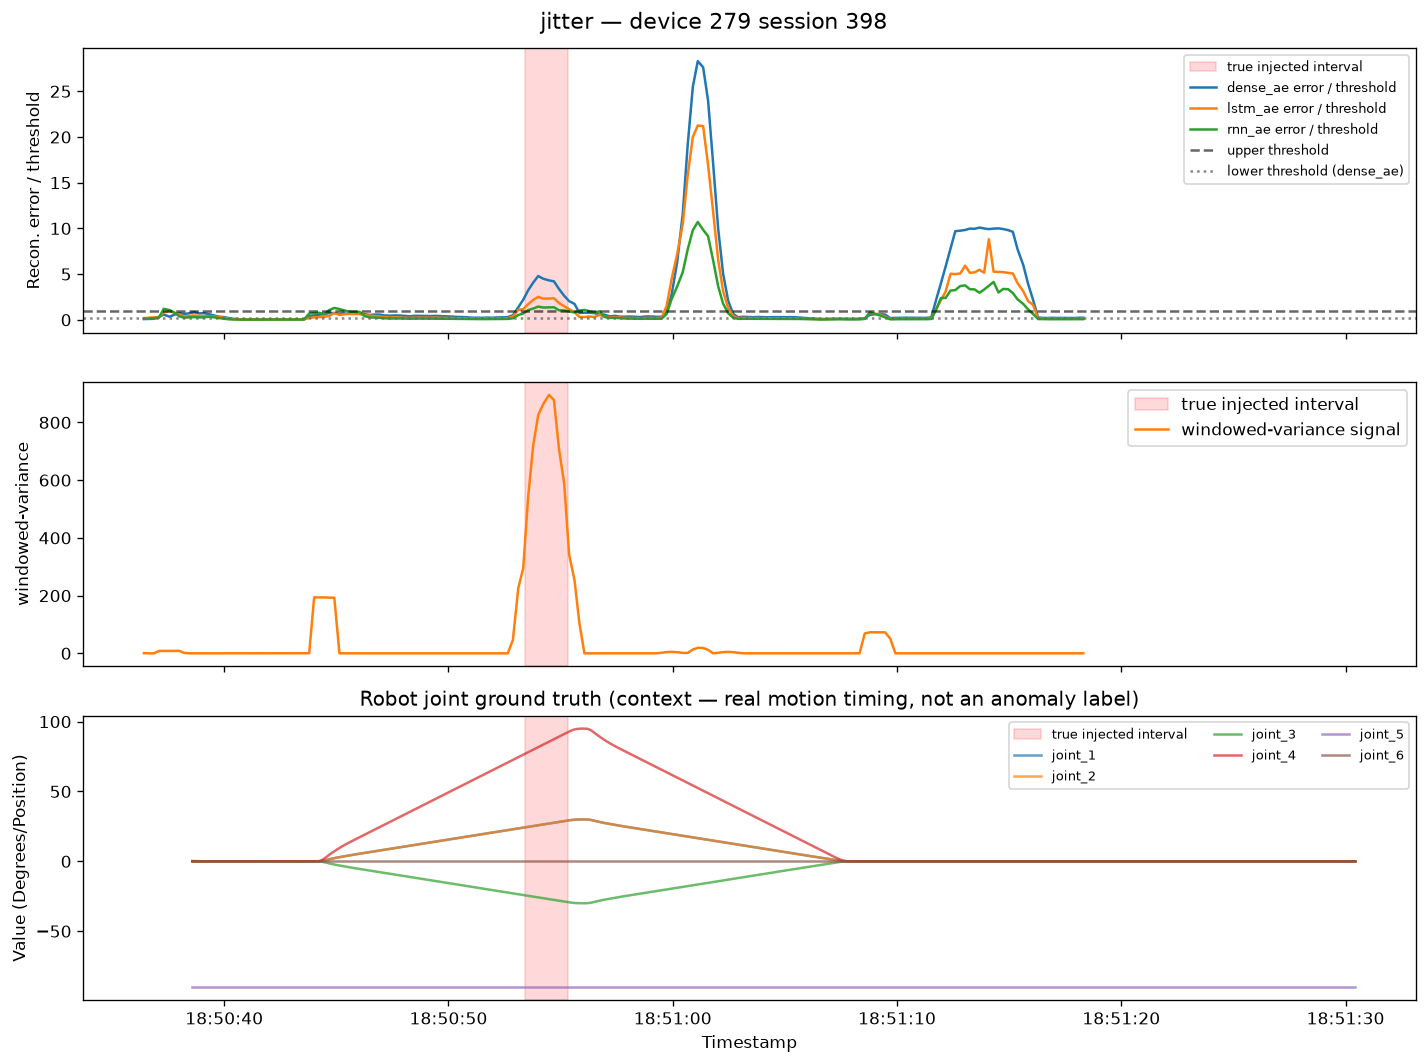 jitter — device 279 session 398
Recon. error / threshold
25
20
15
10
5
0
true injected interval
dense_ae error / threshold
lstm_ae error / threshold
rnn_ae error / threshold
upper threshold
lower threshold (dense_ae)
windowed-variance
800
600
400
200
0
true injected interval
windowed-variance signal
Robot joint ground truth (context — real motion timing, not an anomaly label)
Value (Degrees/Position)
100
50
0
−50
true injected interval
joint_1
joint_2
joint_3
joint_4
joint_5
joint_6
18:50:40
18:50:50
18:51:00
18:51:10
18:51:20
18:51:30
Timestamp